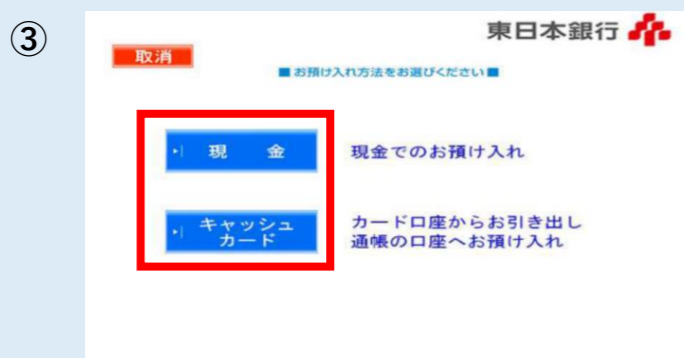 ③
東日本銀行
取消
■お預け入れ方法をお選びください■
現　金
現金でのお預け入れ
キャッシュ
カード
カード口座からお引き出し
通帳の口座へお預け入れ